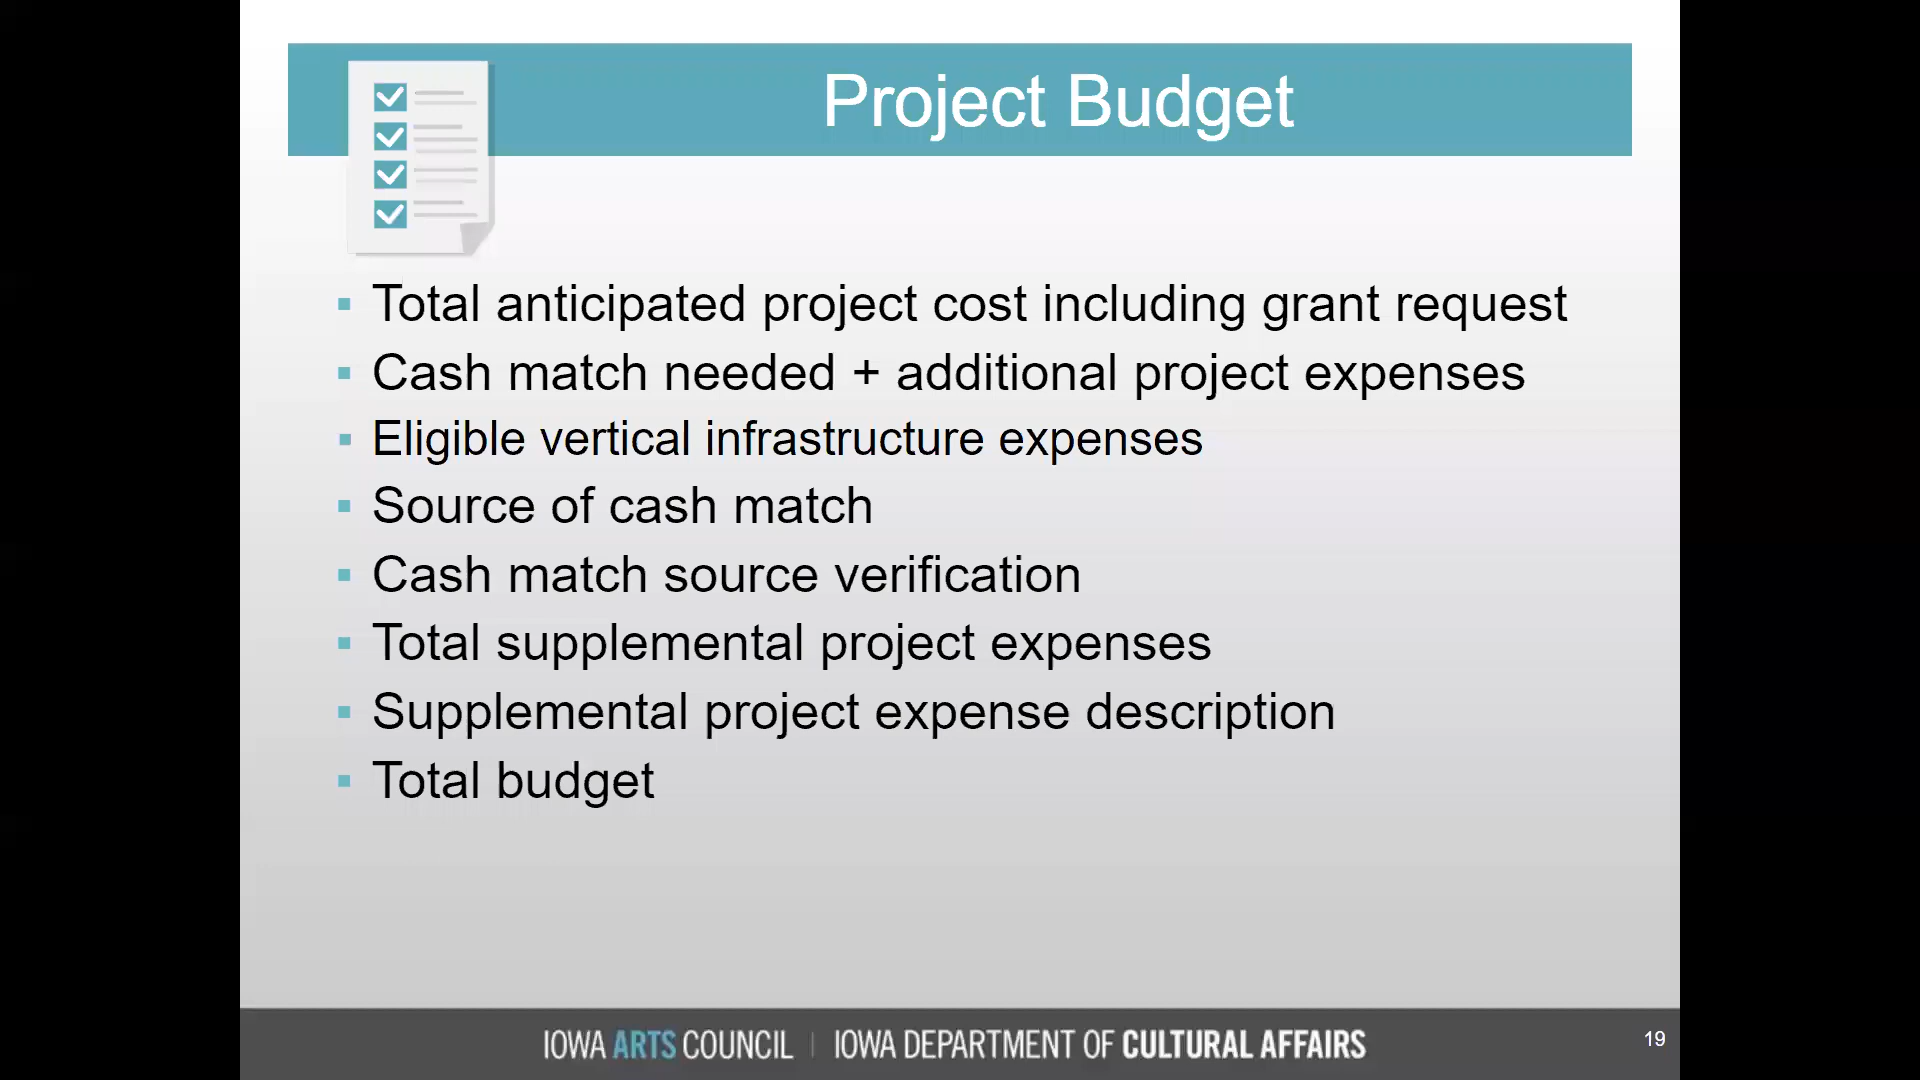 Project Budget
Total anticipated project cost including grant request
Cash match needed + additional project expenses
Eligible vertical infrastructure expenses
Source of cash match
Cash match source verification
Total supplemental project expenses
Supplemental project expense description
Total budget
IOWA ARTS COUNCIL | IOWA DEPARTMENT OF CULTURAL AFFAIRS
19